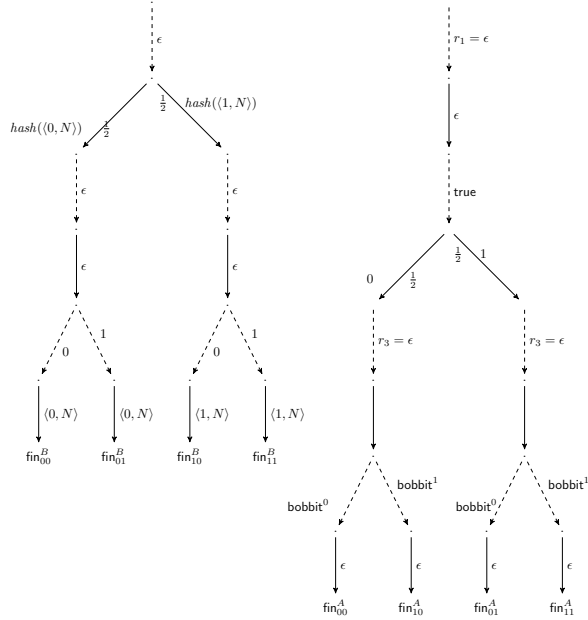 ϵ
r₁ = ϵ
½ hash(⟨1, N⟩)
hash(⟨0, N⟩) ½
ϵ
ϵ
ϵ
true
ϵ
ϵ
½ 1
0 ½
0 1 0 1
r₃ = ϵ r₃ = ϵ
⟨0, N⟩ ⟨0, N⟩ ⟨1, N⟩ ⟨1, N⟩
fin^B_00 fin^B_01 fin^B_10 fin^B_11
bobbit^1 bobbit^1
bobbit^0 bobbit^0
ϵ ϵ ϵ ϵ
fin^A_00 fin^A_10 fin^A_01 fin^A_11